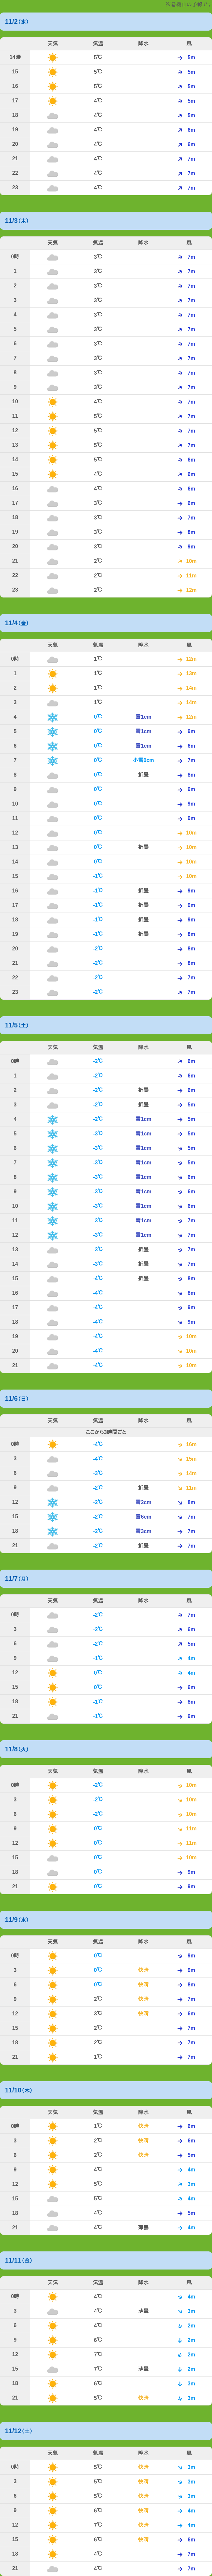 11/2(水)
天気 気温 降水 風
14時 5℃ 5m
15 5℃ 5m
16 5℃ 5m
17 4℃ 5m
18 4℃ 5m
19 4℃ 6m
20 4℃ 6m
21 4℃ 7m
22 4℃ 7m
23 4℃ 7m
11/3(木)
天気 気温 降水 風
0時 3℃ 7m
1 3℃ 7m
2 3℃ 7m
3 3℃ 7m
4 3℃ 7m
5 3℃ 7m
6 3℃ 7m
7 3℃ 7m
8 3℃ 7m
9 3℃ 7m
10 4℃ 7m
11 5℃ 7m
12 5℃ 7m
13 5℃ 7m
14 5℃ 6m
15 4℃ 6m
16 4℃ 6m
17 3℃ 6m
18 3℃ 7m
19 3℃ 8m
20 3℃ 9m
21 2℃ 10m
22 2℃ 11m
23 2℃ 12m
11/4(金)
天気 気温 降水 風
0時 1℃ 12m
1 1℃ 13m
2 1℃ 14m
3 1℃ 14m
4 0℃ 雪1cm 12m
5 0℃ 雪1cm 9m
6 0℃ 雪1cm 6m
7 0℃ 小雪0cm 7m
8 0℃ 折曇 8m
9 0℃ 9m
10 0℃ 9m
11 0℃ 9m
12 0℃ 10m
13 0℃ 折曇 10m
14 0℃ 10m
15 -1℃ 10m
16 -1℃ 折曇 9m
17 -1℃ 折曇 9m
18 -1℃ 折曇 9m
19 -1℃ 折曇 8m
20 -2℃ 8m
21 -2℃ 8m
22 -2℃ 7m
23 -2℃ 7m
11/5(土)
天気 気温 降水 風
0時 -2℃ 6m
1 -2℃ 6m
2 -2℃ 折曇 6m
3 -2℃ 折曇 5m
4 -2℃ 雪1cm 5m
5 -3℃ 雪1cm 5m
6 -3℃ 雪1cm 5m
7 -3℃ 雪1cm 5m
8 -3℃ 雪1cm 6m
9 -3℃ 雪1cm 6m
10 -3℃ 雪1cm 6m
11 -3℃ 雪1cm 7m
12 -3℃ 雪1cm 7m
13 -3℃ 折曇 7m
14 -3℃ 折曇 7m
15 -4℃ 折曇 8m
16 -4℃ 8m
17 -4℃ 9m
18 -4℃ 9m
19 -4℃ 10m
20 -4℃ 10m
21 -4℃ 10m
11/6(日)
天気 気温 降水 風
ここから3時間ごと
0時 -4℃ 16m
3 -4℃ 15m
6 -3℃ 14m
9 -2℃ 折曇 11m
12 -2℃ 雪2cm 8m
15 -2℃ 雪6cm 7m
18 -2℃ 雪3cm 7m
21 -2℃ 折曇 7m
11/7(月)
天気 気温 降水 風
0時 -2℃ 7m
3 -2℃ 6m
6 -2℃ 5m
9 -1℃ 4m
12 0℃ 4m
15 0℃ 6m
18 -1℃ 8m
21 -1℃ 9m
11/8(火)
天気 気温 降水 風
0時 -2℃ 10m
3 -2℃ 10m
6 -2℃ 10m
9 0℃ 11m
12 0℃ 11m
15 0℃ 10m
18 0℃ 9m
21 0℃ 9m
11/9(水)
天気 気温 降水 風
0時 0℃ 快晴 9m
3 0℃ 快晴 9m
6 0℃ 快晴 8m
9 2℃ 快晴 7m
12 3℃ 快晴 6m
15 2℃ 7m
18 2℃ 7m
21 1℃ 7m
11/10(木)
天気 気温 降水 風
0時 1℃ 快晴 6m
3 2℃ 快晴 6m
6 2℃ 快晴 5m
9 4℃ 4m
12 5℃ 3m
15 5℃ 4m
18 4℃ 5m
21 4℃ 薄曇 4m
11/11(金)
天気 気温 降水 風
0時 4℃ 4m
3 4℃ 薄曇 3m
6 4℃ 2m
9 6℃ 2m
12 7℃ 2m
15 7℃ 薄曇 2m
18 6℃ 3m
21 5℃ 快晴 3m
11/12(土)
天気 気温 降水 風
0時 5℃ 快晴 3m
3 5℃ 快晴 3m
6 5℃ 快晴 3m
9 6℃ 快晴 4m
12 7℃ 快晴 4m
15 6℃ 快晴 6m
18 4℃ 7m
21 4℃ 7m